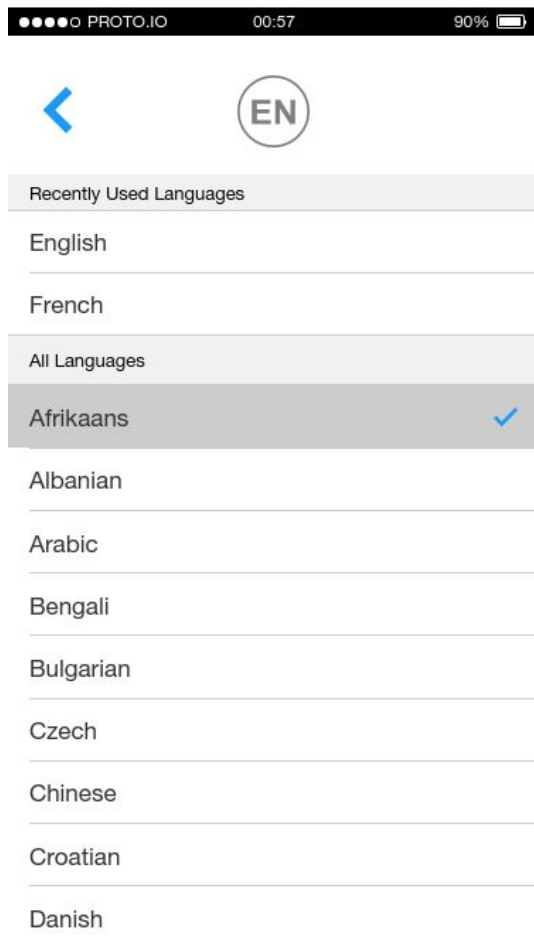 PROTO.IO 00:57 90%
EN
Recently Used Languages
English
French
All Languages
Afrikaans
Albanian
Arabic
Bengali
Bulgarian
Czech
Chinese
Croatian
Danish